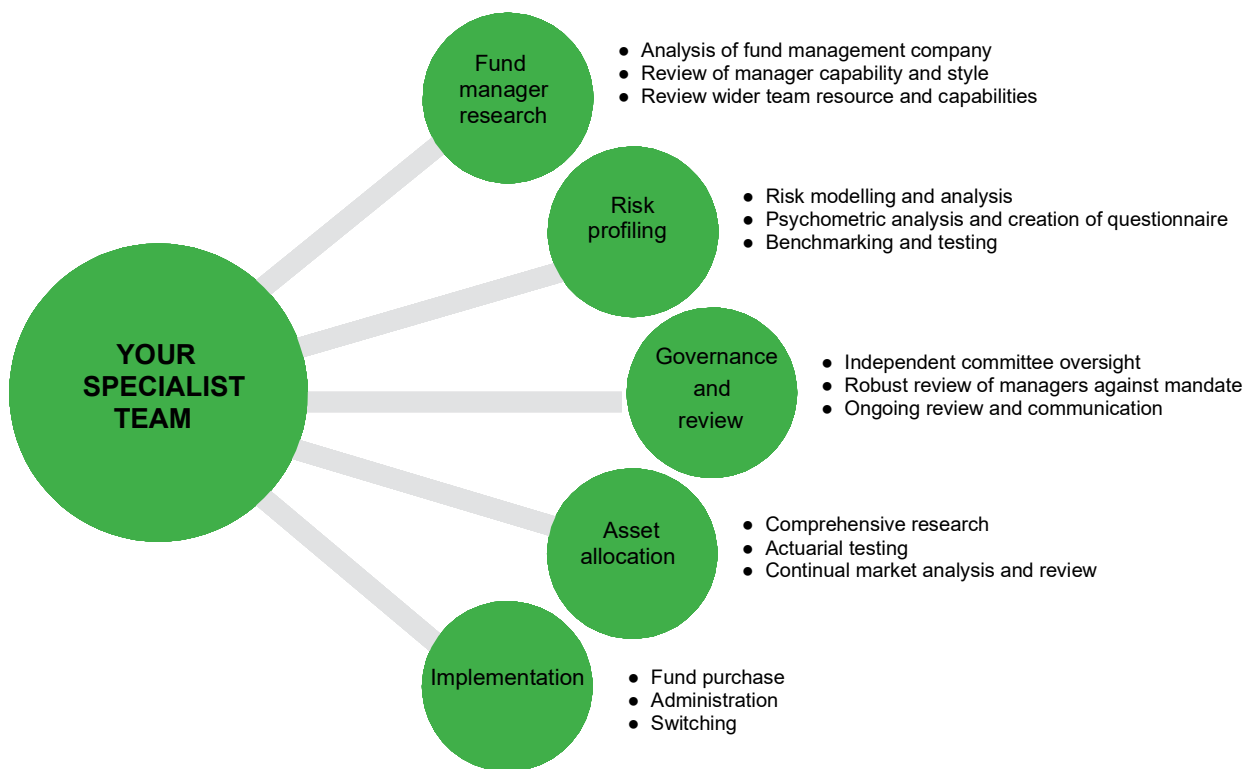 Fund
manager
research
● Analysis of fund management company
● Review of manager capability and style
● Review wider team resource and capabilities
Risk
profiling
● Risk modelling and analysis
● Psychometric analysis and creation of questionnaire
● Benchmarking and testing
YOUR
SPECIALIST
TEAM
Governance
and
review
● Independent committee oversight
● Robust review of managers against mandate
● Ongoing review and communication
Asset
allocation
● Comprehensive research
● Actuarial testing
● Continual market analysis and review
Implementation
● Fund purchase
● Administration
● Switching